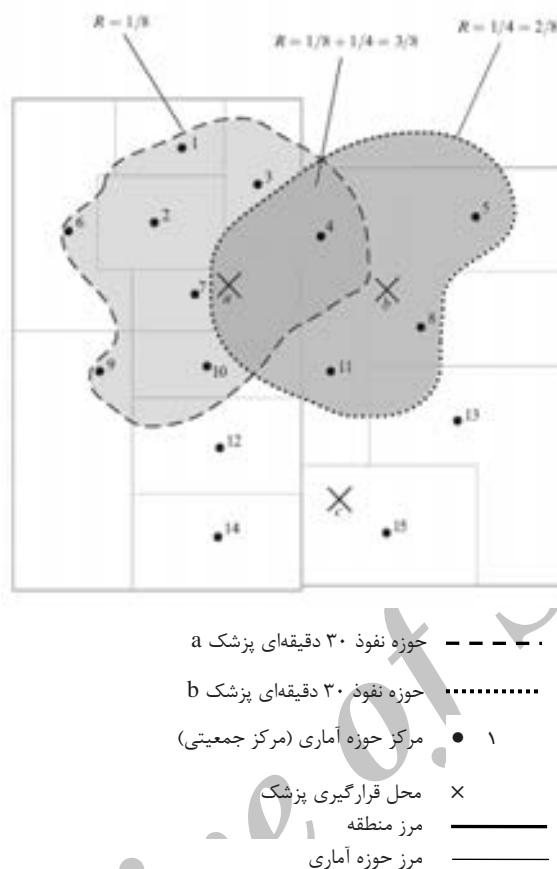 R = 1/8
R = 1/8 + 1/4 = 3/8
R = 1/4 = 2/8
1
2
3
4
5
6
7
a
b
8
9
10
11
12
13
14
c
15
حوزه نفوذ ۳۰ دقیقه‌ای پزشک a
حوزه نفوذ ۳۰ دقیقه‌ای پزشک b
۱ مرکز حوزه آماری (مرکز جمعیتی)
محل قرارگیری پزشک
مرز منطقه
مرز حوزه آماری